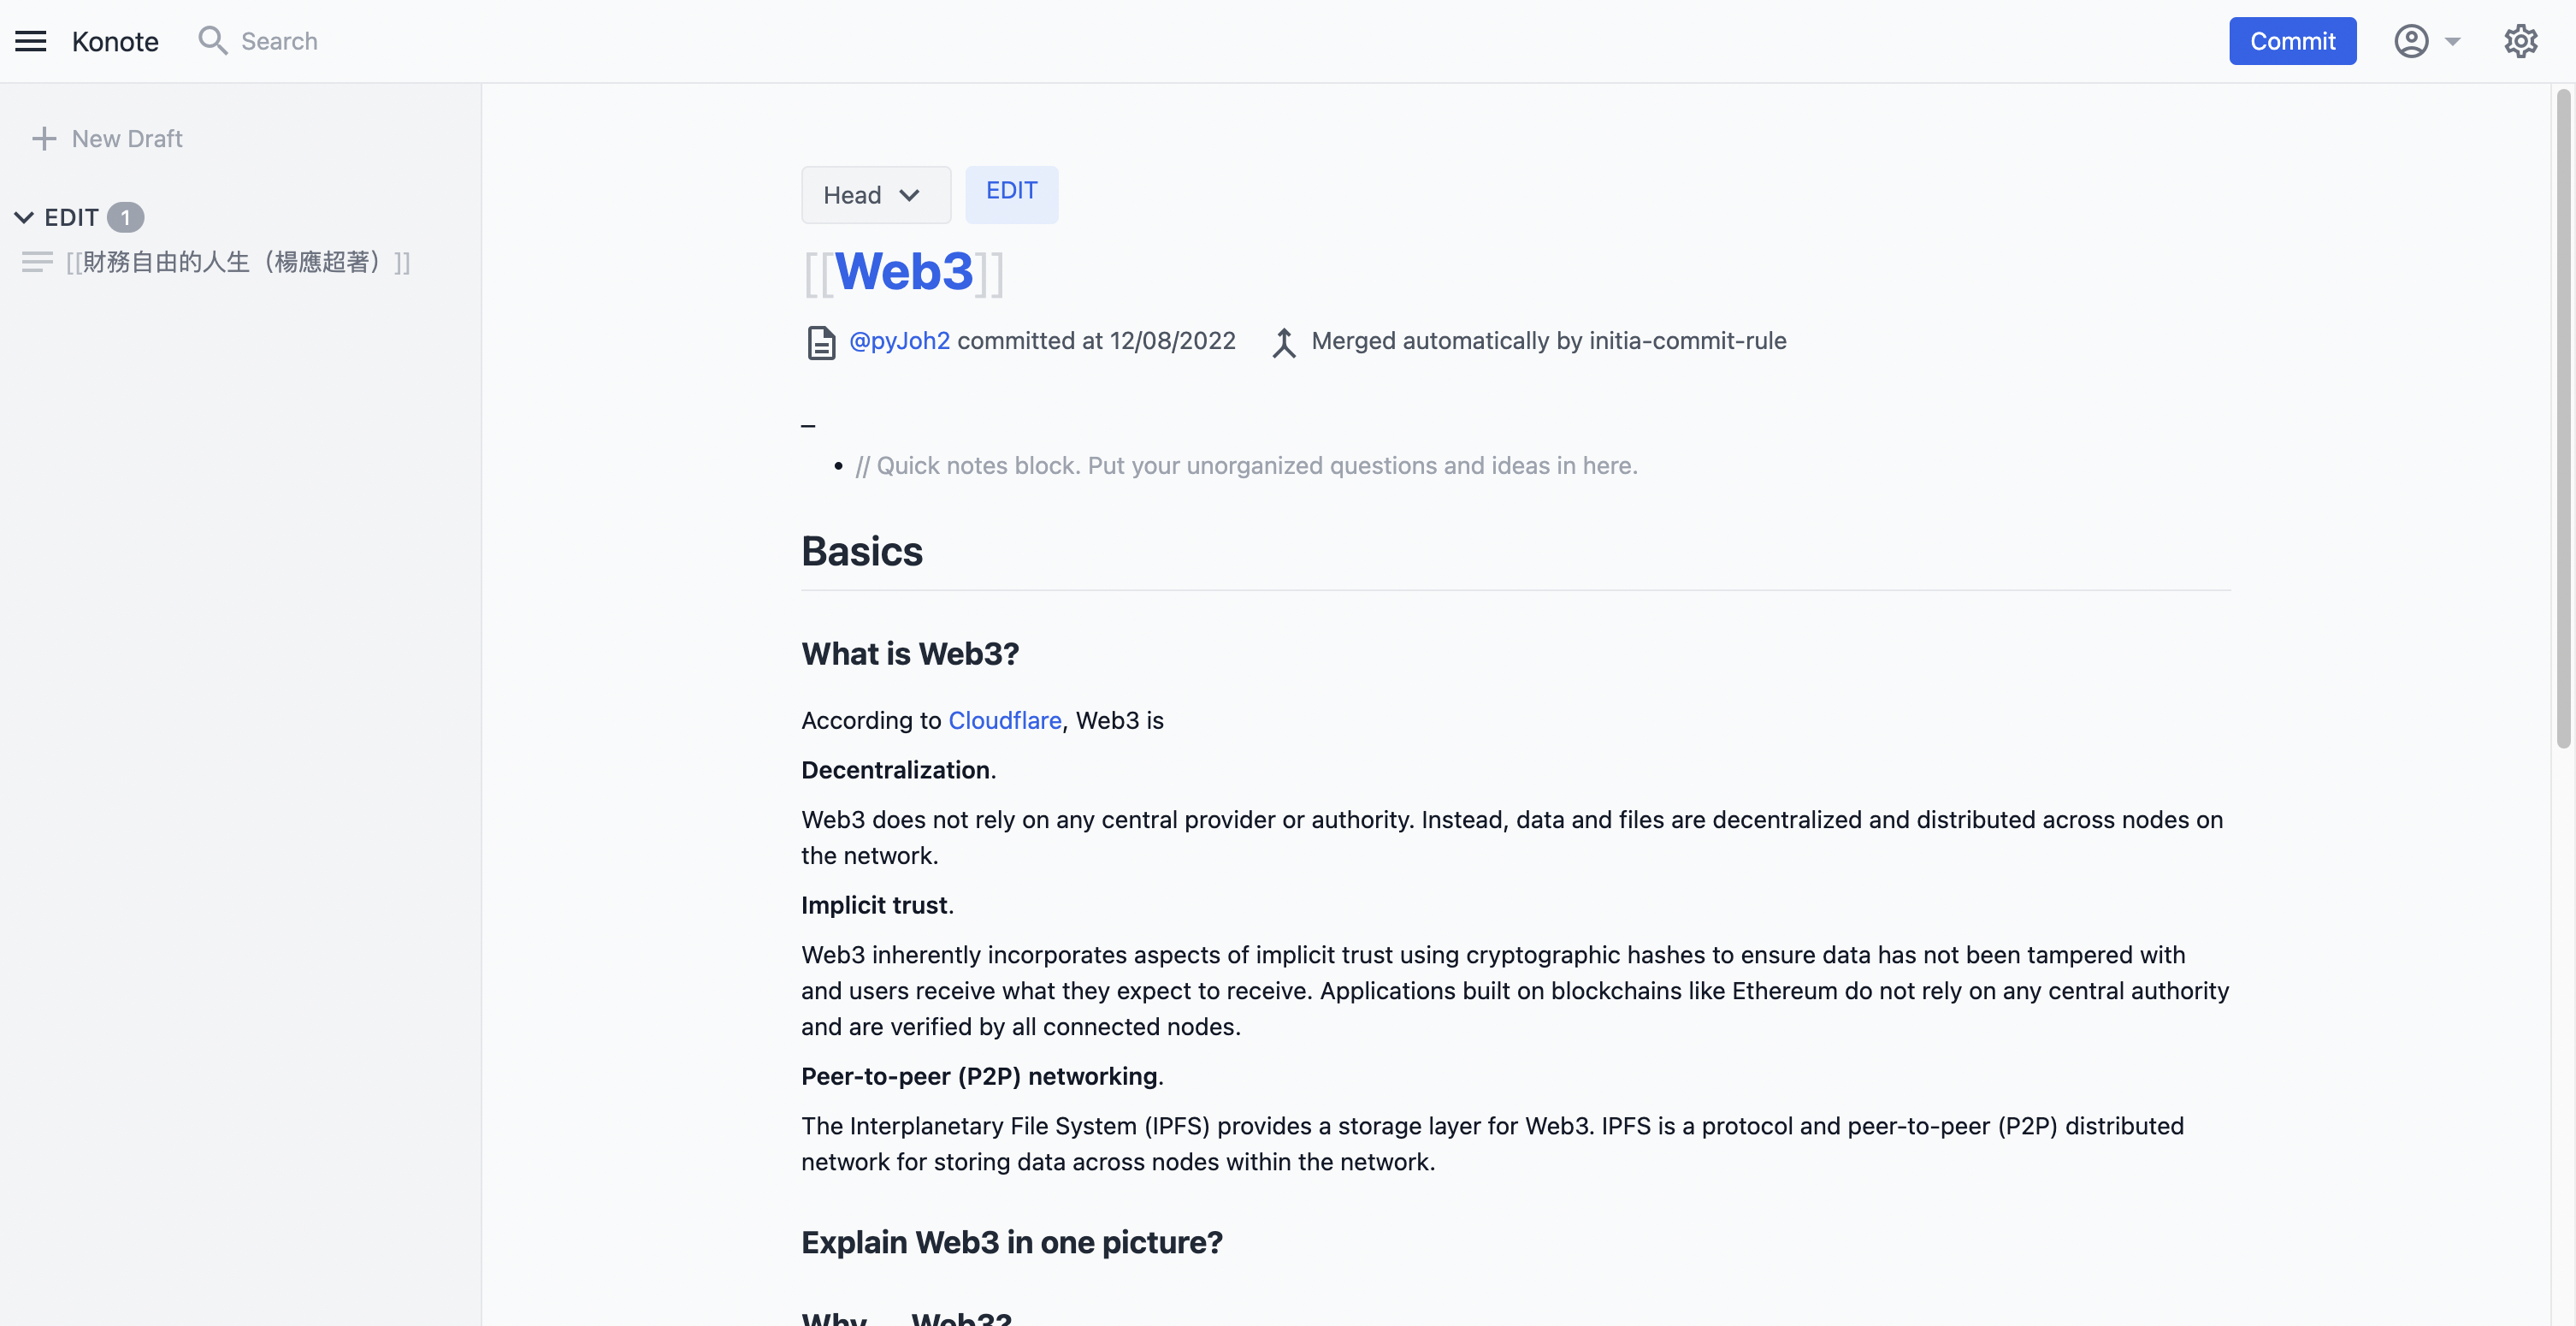 Konote
Search
Commit
New Draft
EDIT 1
[[財務自由的人生（楊應超著）]]
Head
EDIT
[[Web3]]
@pyJoh2 committed at 12/08/2022
Merged automatically by initia-commit-rule
–
• // Quick notes block. Put your unorganized questions and ideas in here.
Basics
What is Web3?
According to Cloudflare, Web3 is
Decentralization.
Web3 does not rely on any central provider or authority. Instead, data and files are decentralized and distributed across nodes on
the network.
Implicit trust.
Web3 inherently incorporates aspects of implicit trust using cryptographic hashes to ensure data has not been tampered with
and users receive what they expect to receive. Applications built on blockchains like Ethereum do not rely on any central authority
and are verified by all connected nodes.
Peer-to-peer (P2P) networking.
The Interplanetary File System (IPFS) provides a storage layer for Web3. IPFS is a protocol and peer-to-peer (P2P) distributed
network for storing data across nodes within the network.
Explain Web3 in one picture?
Why Web3?